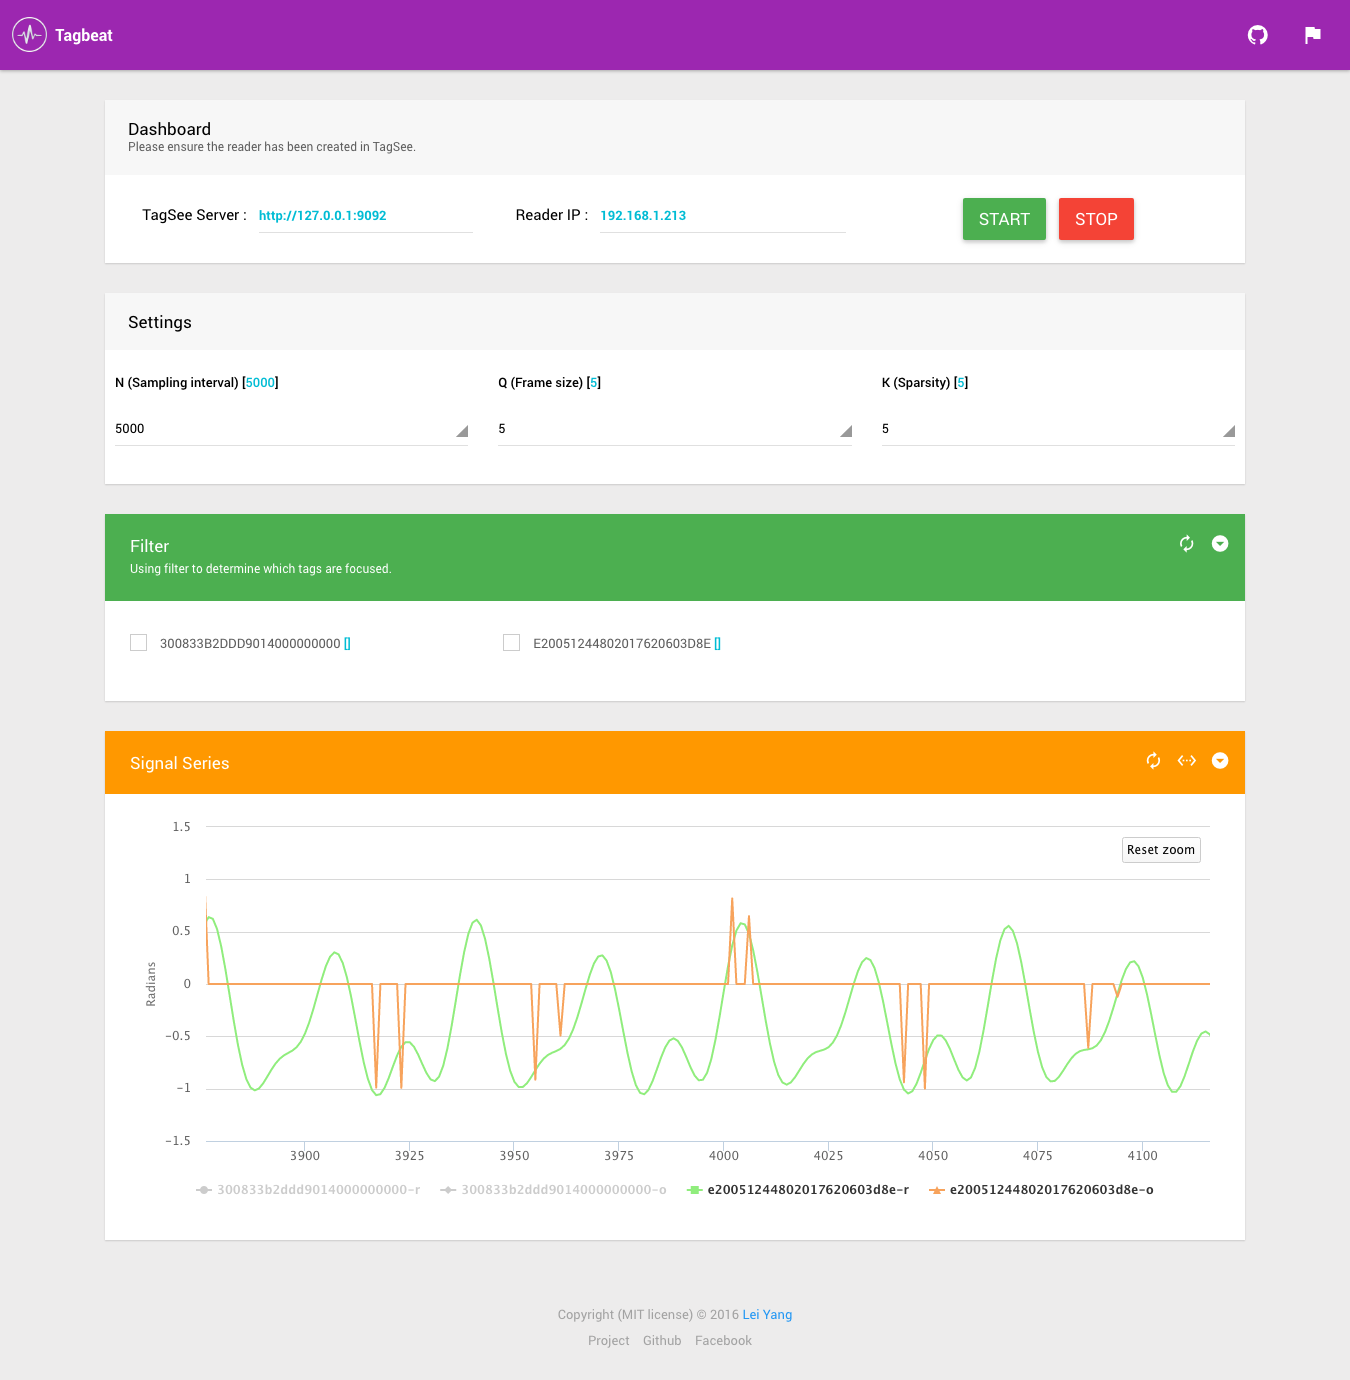 Tagbeat
Dashboard
Please ensure the reader has been created in TagSee.
TagSee Server : http://127.0.0.1:9092 Reader IP : 192.168.1.213 START STOP
Settings
N (Sampling interval) [5000] Q (Frame size) [5] K (Sparsity) [5]
5000 5 5
Filter
Using filter to determine which tags are focused.
300833B2DDD9014000000000 [] E20051244802017620603D8E []
Signal Series
1.5
Reset zoom
1
0.5
0
Radians
-0.5
-1
-1.5
3900 3925 3950 3975 4000 4025 4050 4075 4100
300833b2ddd9014000000000-r 300833b2ddd9014000000000-o e20051244802017620603d8e-r e20051244802017620603d8e-o
Copyright (MIT license) © 2016 Lei Yang
Project Github Facebook